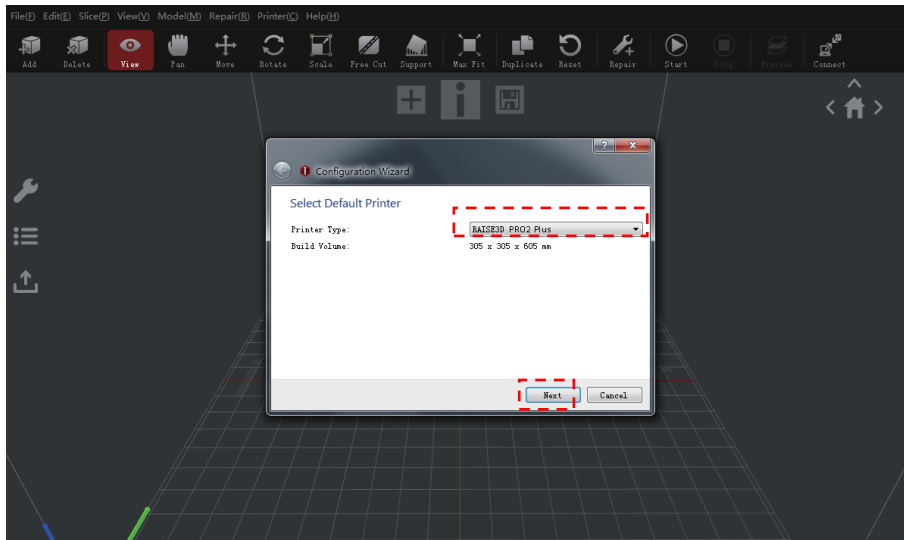 File(F) Edit(E) Slice(P) View(V) Model(M) Repair(R) Printer(C) Help(H)
Add Delete View Pan Move Rotate Scale Free Cut Support Max Fit Duplicate Reset Repair Start Stop Preview Connect
? X
Configuration Wizard
Select Default Printer
Printer Type: RAISE3D PRO2 Plus
Build Volume: 305 x 305 x 605 mm
Next Cancel